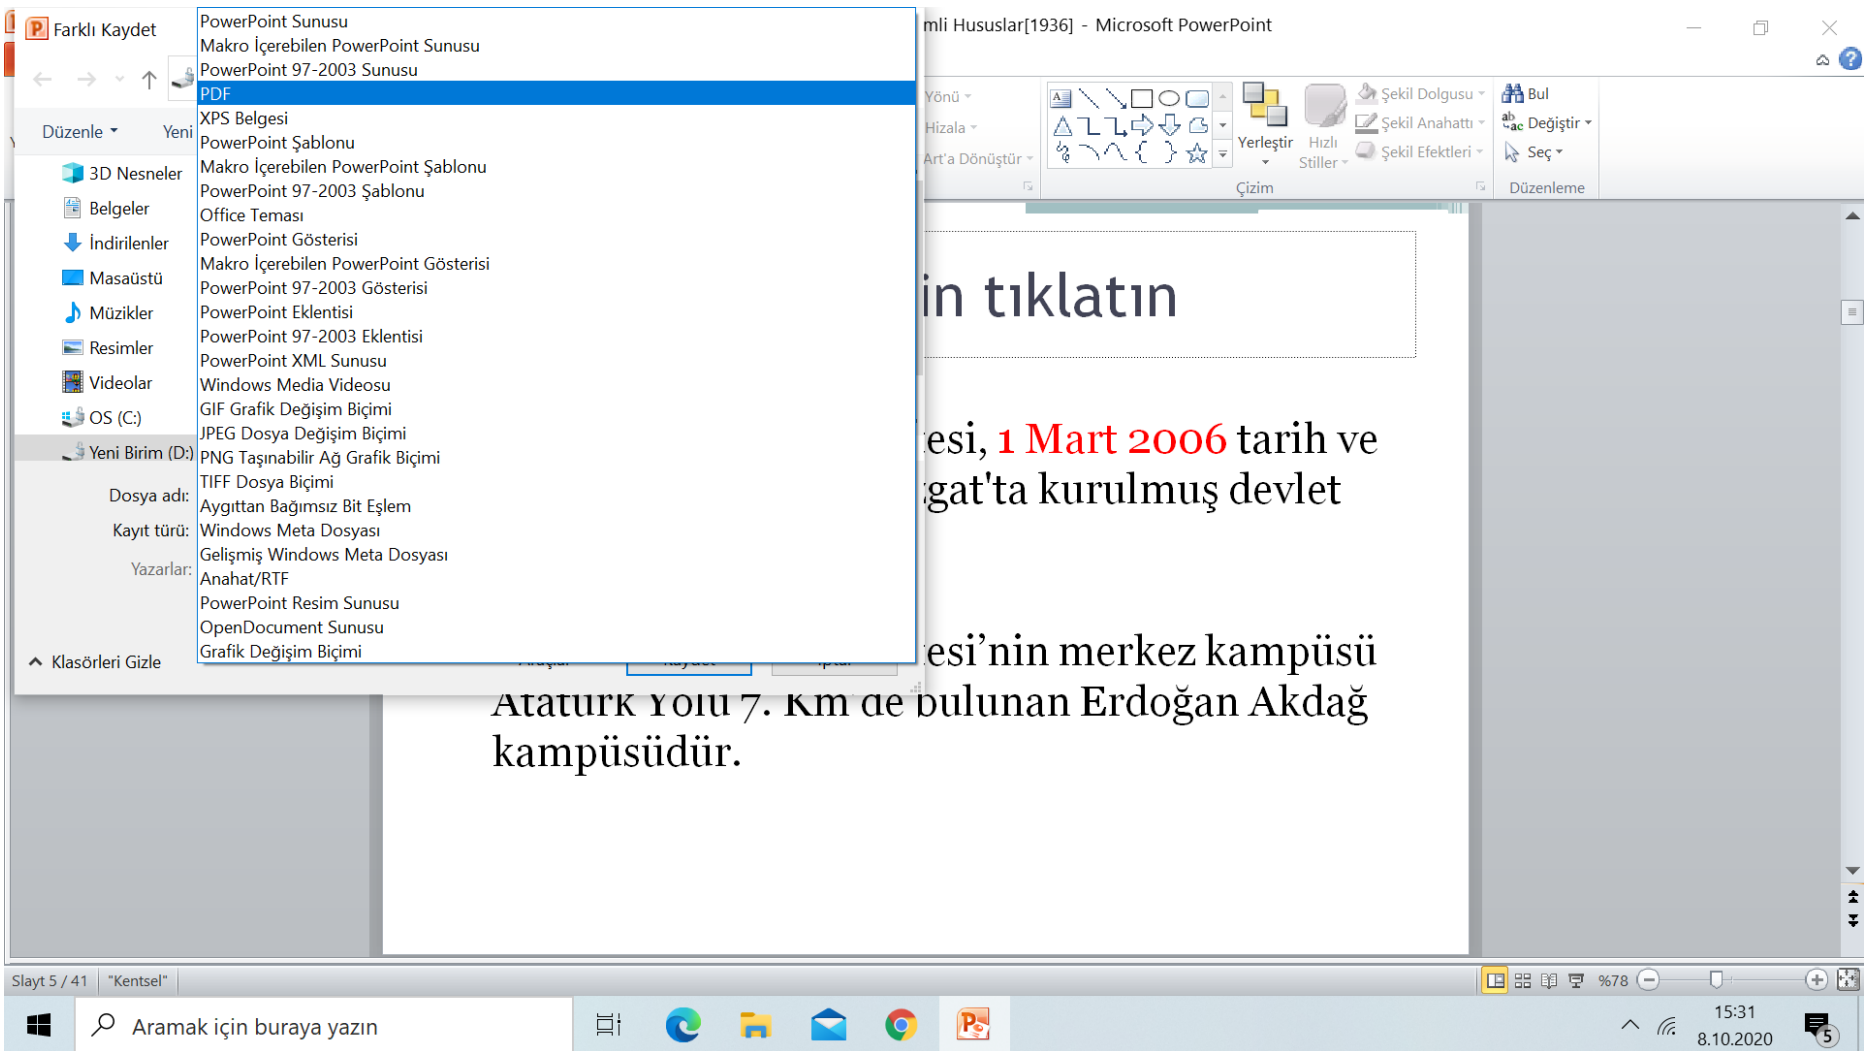 Farklı Kaydet
mli Hususlar[1936] - Microsoft PowerPoint
PowerPoint Sunusu
Makro İçerebilen PowerPoint Sunusu
PowerPoint 97-2003 Sunusu
PDF
XPS Belgesi
PowerPoint Şablonu
Makro İçerebilen PowerPoint Şablonu
PowerPoint 97-2003 Şablonu
Office Teması
PowerPoint Gösterisi
Makro İçerebilen PowerPoint Gösterisi
PowerPoint 97-2003 Gösterisi
PowerPoint Eklentisi
PowerPoint 97-2003 Eklentisi
PowerPoint XML Sunusu
Windows Media Videosu
GIF Grafik Değişim Biçimi
JPEG Dosya Değişim Biçimi
PNG Taşınabilir Ağ Grafik Biçimi
TIFF Dosya Biçimi
Aygıttan Bağımsız Bit Eşlem
Windows Meta Dosyası
Gelişmiş Windows Meta Dosyası
Anahat/RTF
PowerPoint Resim Sunusu
OpenDocument Sunusu
Grafik Değişim Biçimi
Düzenle
Yeni
3D Nesneler
Belgeler
İndirilenler
Masaüstü
Müzikler
Resimler
Videolar
OS (C:)
Yeni Birim (D:)
Dosya adı:
Kayıt türü:
Yazarlar:
Klasörleri Gizle
Yönü
Hizala
Art'a Dönüştür
Yerleştir
Hızlı
Stiller
Şekil Dolgusu
Şekil Anahattı
Şekil Efektleri
Çizim
Bul
Değiştir
Seç
Düzenleme
in tıklatın
esi, 1 Mart 2006 tarih ve
gat'ta kurulmuş devlet
esi’nin merkez kampüsü
Atatürk Yolu 7. Km'de bulunan Erdoğan Akdağ
kampüsüdür.
Slayt 5 / 41
"Kentsel"
%78
Aramak için buraya yazın
15:31
8.10.2020
5